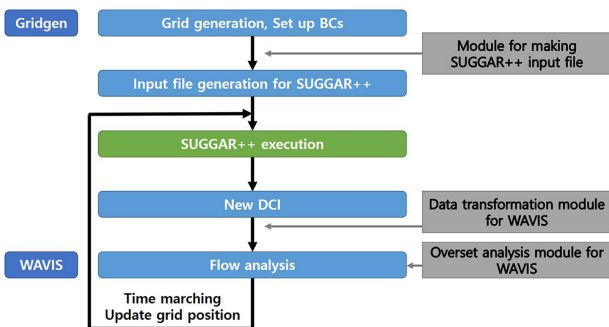 Gridgen
Grid generation, Set up BCs
Module for making
SUGGAR++ input file
Input file generation for SUGGAR++
SUGGAR++ execution
New DCI
Data transformation module
for WAVIS
WAVIS
Flow analysis
Overset analysis module for
WAVIS
Time marching
Update grid position